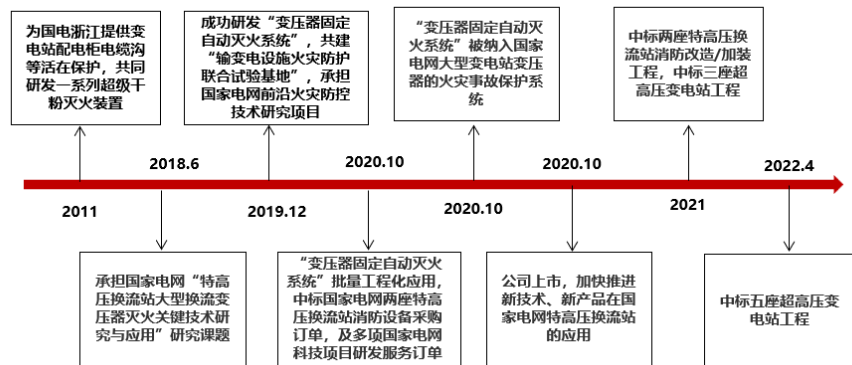 为国电浙江提供变
电站配电柜电缆沟
等活在保护，共同
研发一系列超级干
粉灭火装置
成功研发“变压器固定
自动灭火系统”，共建
“输变电设施火灾防护
联合试验基地”，承担
国家电网前沿火灾防控
技术研究项目
“变压器固定自动灭
火系统”被纳入国家
电网大型变电站变压
器的火灾事故保护系
统
中标两座特高压换
流站消防改造/加装
工程，中标三座超
高压变电站工程
2018.6
2020.10
2020.10
2022.4
2011
2019.12
2020.10
2021
承担国家电网“特高
压换流站大型换流变
压器灭火关键技术研
究与应用”研究课题
“变压器固定自动灭火
系统”批量工程化应用，
中标国家电网两座特高
压换流站消防设备采购
订单，及多项国家电网
科技项目研发服务订单
公司上市，加快推进
新技术、新产品在国
家电网特高压换流站
的应用
中标五座超高压变
电站工程